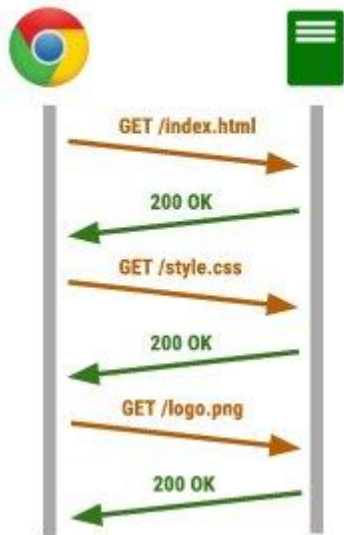 GET /index.html
200 OK
GET /style.css
200 OK
GET /logo.png
200 OK